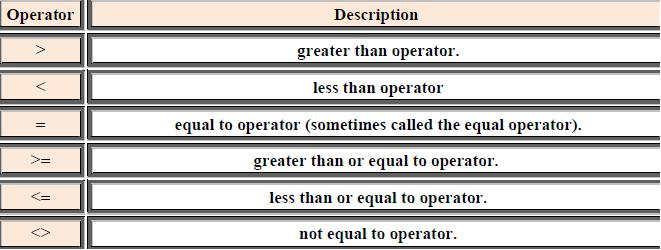 Operator Description
> greater than operator.
< less than operator
= equal to operator (sometimes called the equal operator).
>= greater than or equal to operator.
<= less than or equal to operator.
<> not equal to operator.